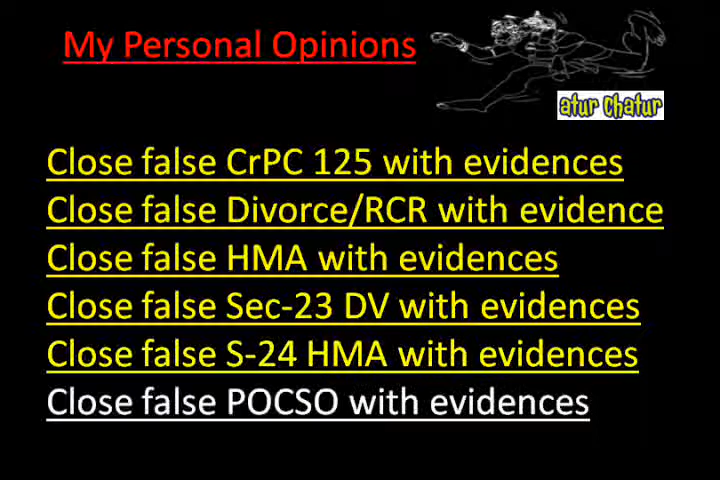 My Personal Opinions
atur chatur
Close false CrPC 125 with evidences
Close false Divorce/RCR with evidence
Close false HMA with evidences
Close false Sec-23 DV with evidences
Close false S-24 HMA with evidences
Close false POCSO with evidences